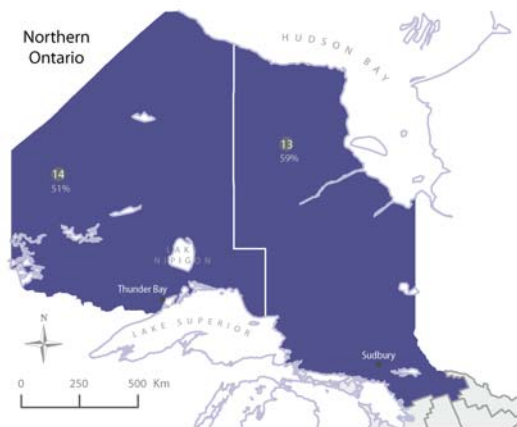 Northern
Ontario
HUDSON BAY
13
59%
14
51%
LAKE
NIPIGON
Thunder Bay
LAKE SUPERIOR
N
Sudbury
0 250 500 Km